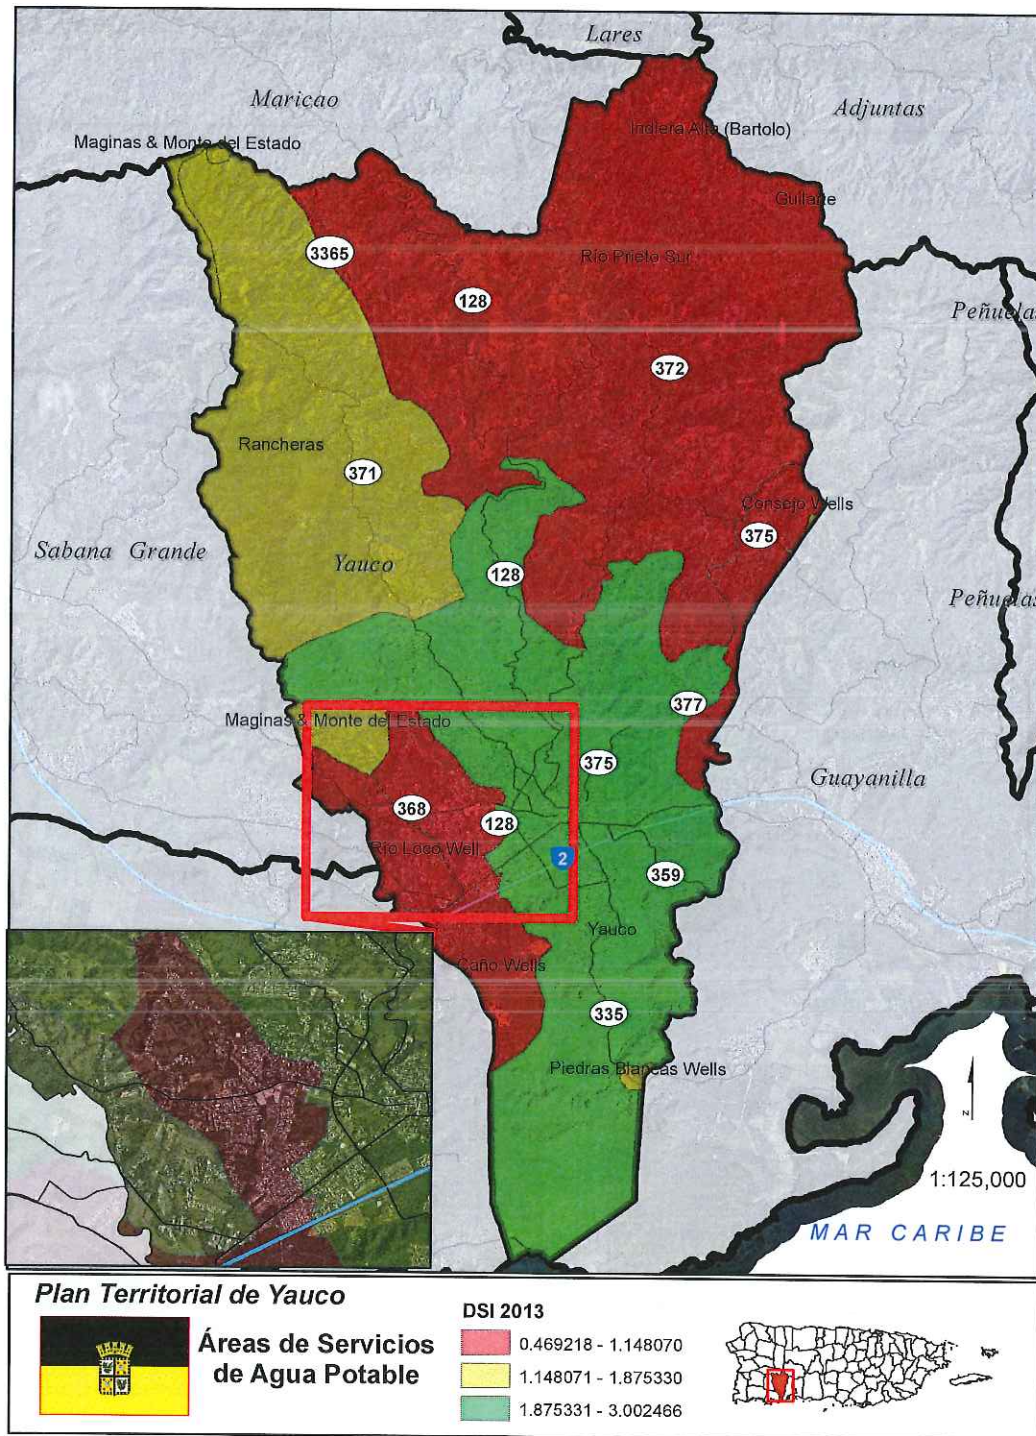 Lares
Maricao
Adjuntas
Indiera Alta (Bartolo)
Maginas & Monte del Estado
Guilarte
3365
Río Prieto Sur
128
Peñuelas
372
Rancheras
371
Consejo Wells
375
Sabana Grande
Yauco
128
Peñuelas
377
Maginas & Monte del Estado
375
Guayanilla
368
128
Río Loco Well
2
359
Yauco
Caño Wells
335
Piedras Blancas Wells
N
1:125,000
MAR CARIBE
Plan Territorial de Yauco
Áreas de Servicios
de Agua Potable
DSI 2013
0.469218 - 1.148070
1.148071 - 1.875330
1.875331 - 3.002466